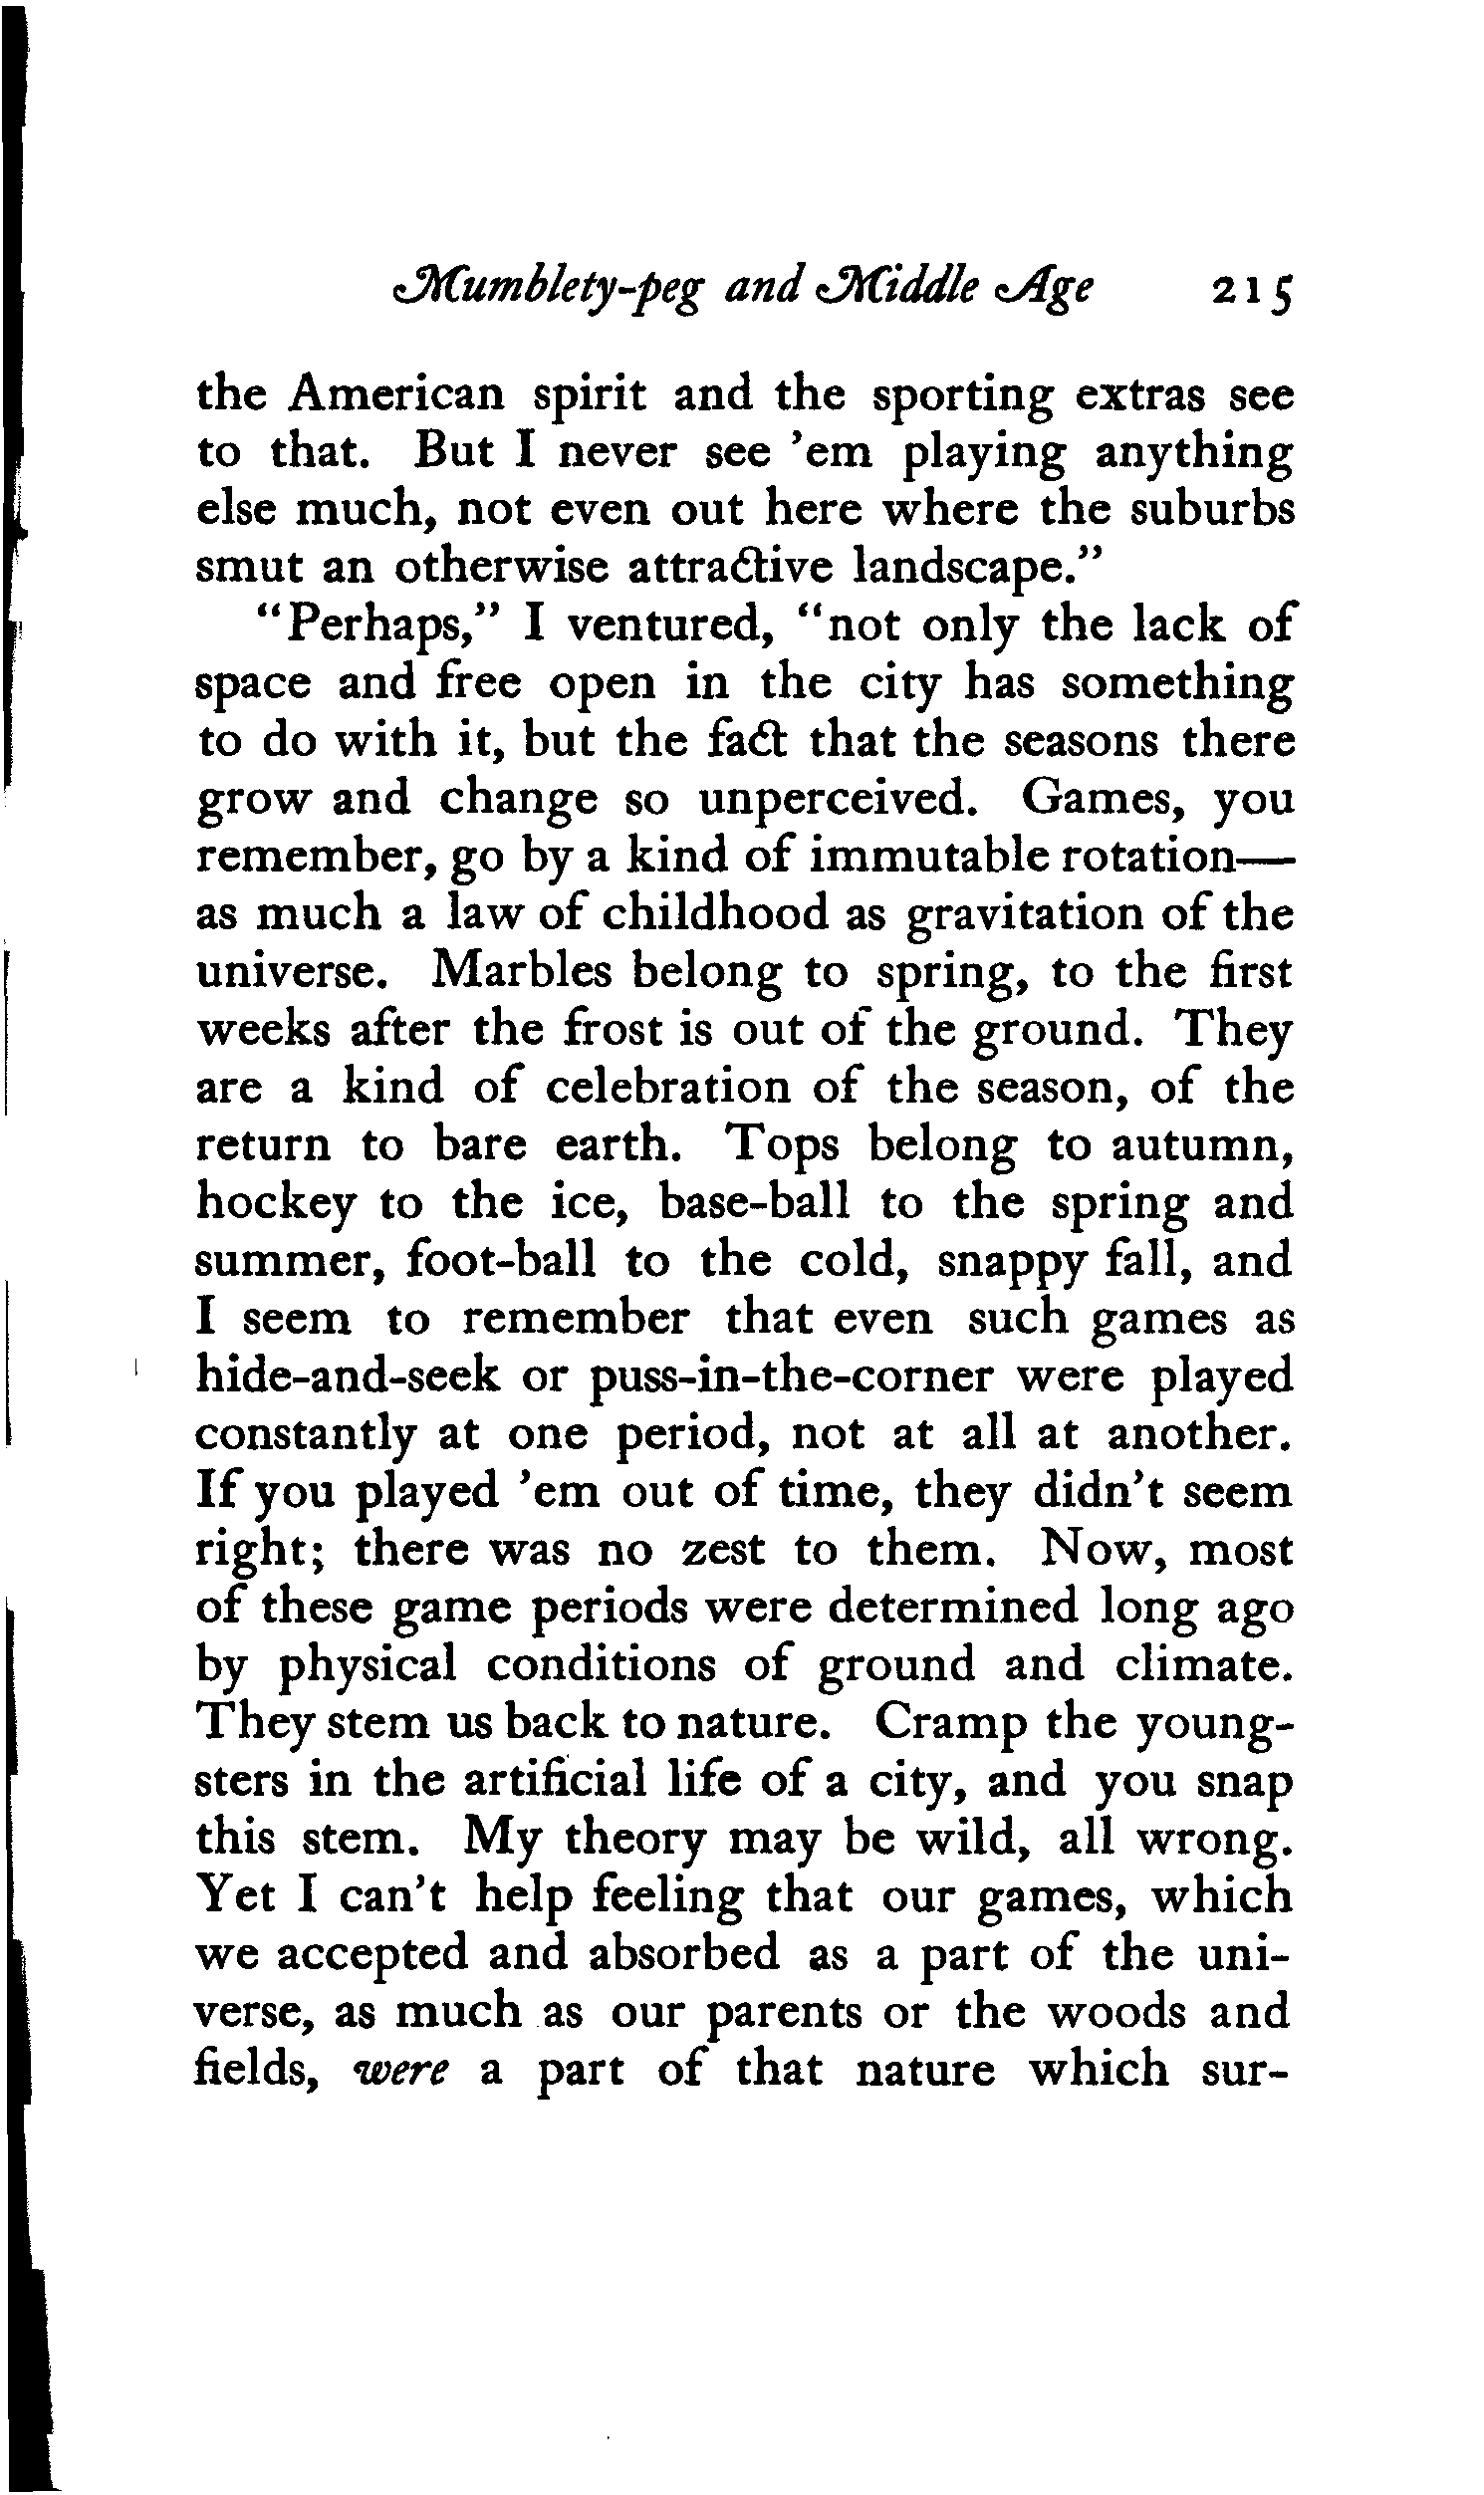 Mumblety-peg and Middle Age 215
the American spirit and the sporting extras see
to that. But I never see 'em playing anything
else much, not even out here where the suburbs
smut an otherwise attractive landscape."
"Perhaps," I ventured, "not only the lack of
space and free open in the city has something
to do with it, but the fact that the seasons there
grow and change so unperceived. Games, you
remember, go by a kind of immutable rotation—
as much a law of childhood as gravitation of the
universe. Marbles belong to spring, to the first
weeks after the frost is out of the ground. They
are a kind of celebration of the season, of the
return to bare earth. Tops belong to autumn,
hockey to the ice, base-ball to the spring and
summer, foot-ball to the cold, snappy fall, and
I seem to remember that even such games as
hide-and-seek or puss-in-the-corner were played
constantly at one period, not at all at another.
If you played 'em out of time, they didn't seem
right; there was no zest to them. Now, most
of these game periods were determined long ago
by physical conditions of ground and climate.
They stem us back to nature. Cramp the young-
sters in the artificial life of a city, and you snap
this stem. My theory may be wild, all wrong.
Yet I can't help feeling that our games, which
we accepted and absorbed as a part of the uni-
verse, as much as our parents or the woods and
fields, were a part of that nature which sur-